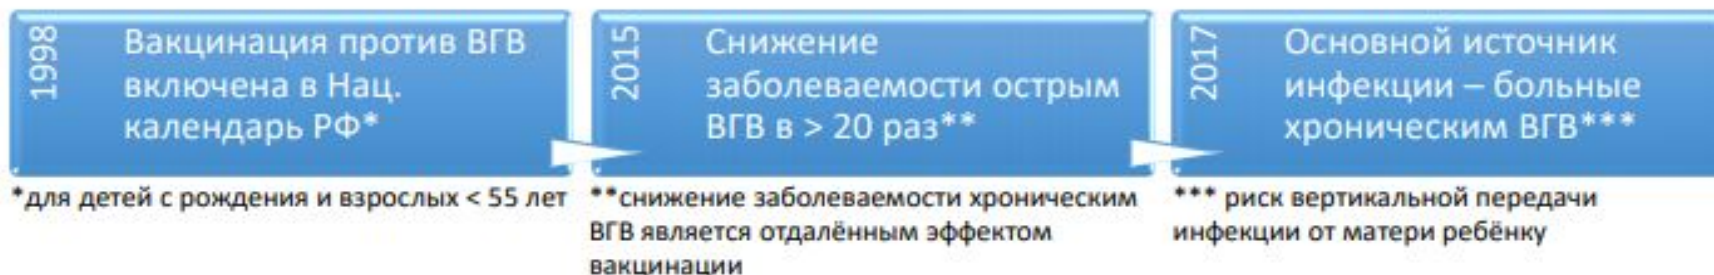 1998
Вакцинация против ВГВ
включена в Нац.
календарь РФ*
2015
Снижение
заболеваемости острым
ВГВ в > 20 раз**
2017
Основной источник
инфекции – больные
хроническим ВГВ***
*для детей с рождения и взрослых < 55 лет
**снижение заболеваемости хроническим
ВГВ является отдалённым эффектом
вакцинации
*** риск вертикальной передачи
инфекции от матери ребёнку